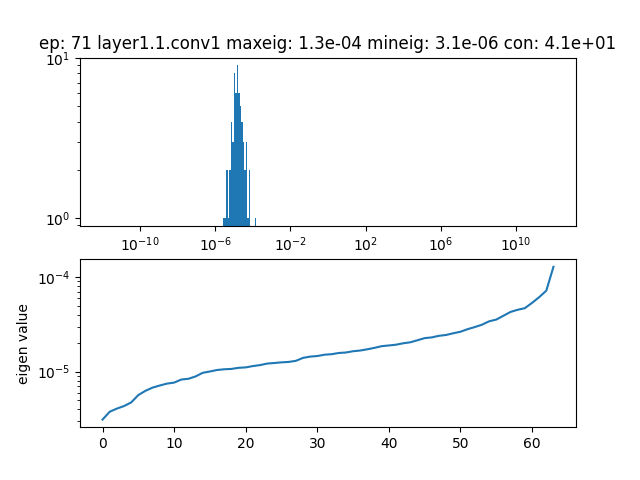 ep: 71 layer1.1.conv1 maxeig: 1.3e-04 mineig: 3.1e-06 con: 4.1e+01
10¹
10⁰
10⁻¹⁰ 10⁻⁶ 10⁻² 10² 10⁶ 10¹⁰
10⁻⁴
eigen value
10⁻⁵
0 10 20 30 40 50 60